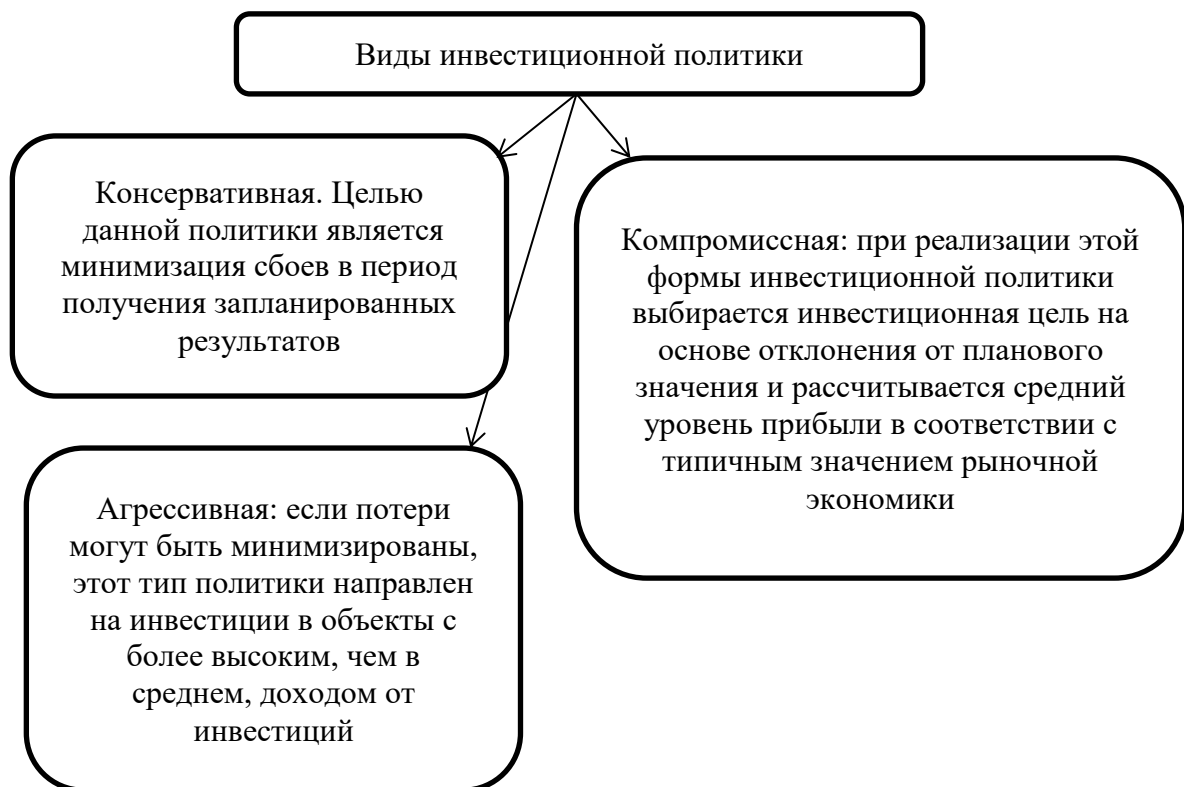 Виды инвестиционной политики
Консервативная. Целью
данной политики является
минимизация сбоев в период
получения запланированных
результатов
Компромиссная: при реализации этой
формы инвестиционной политики
выбирается инвестиционная цель на
основе отклонения от планового
значения и рассчитывается средний
уровень прибыли в соответствии с
типичным значением рыночной
экономики
Агрессивная: если потери
могут быть минимизированы,
этот тип политики направлен
на инвестиции в объекты с
более высоким, чем в
среднем, доходом от
инвестиций